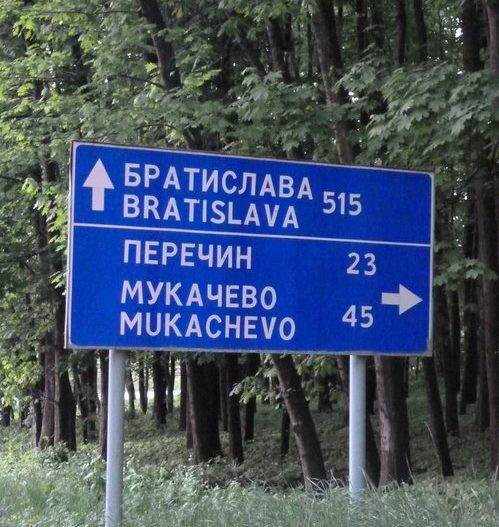 БРАТИСЛАВА 515
BRATISLAVA
ПЕРЕЧИН 23
МУКАЧЕВО 45
MUKACHEVO